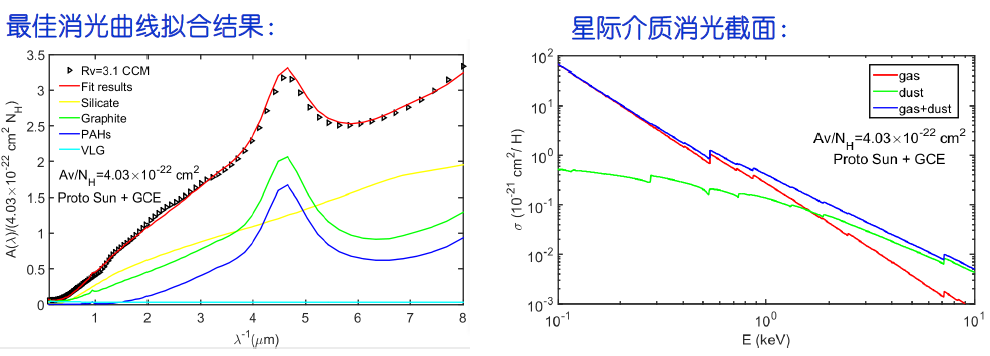 最佳消光曲线拟合结果：
星际介质消光截面：
3.5
3
2.5
2
1.5
1
0.5
0
A(λ)/(4.03×10⁻²² cm² N_H)
Rv=3.1 CCM
Fit results
Silicate
Graphite
PAHs
VLG
Av/N_H=4.03×10⁻²² cm²
Proto Sun + GCE
1 2 3 4 5 6 7 8
λ⁻¹(μm)
10²
10¹
10⁰
10⁻¹
10⁻²
10⁻³
σ (10⁻²¹ cm²/ H)
gas
dust
gas+dust
Av/N_H=4.03×10⁻²² cm²
Proto Sun + GCE
10⁻¹ 10⁰ 10¹
E (keV)